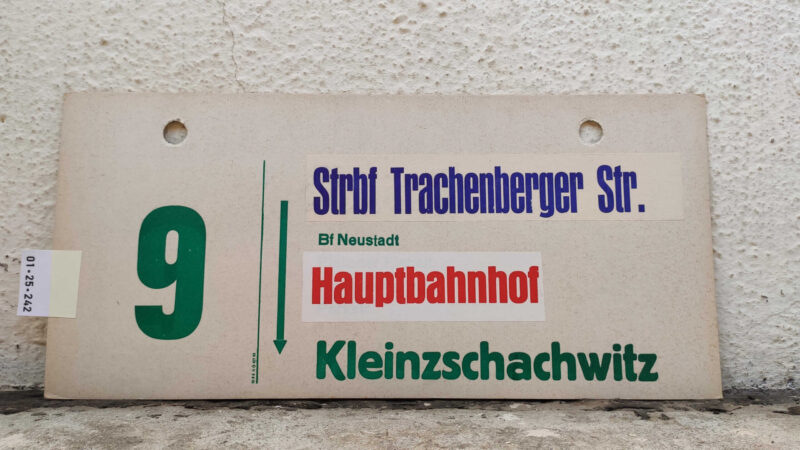 9
Strbf Trachenberger Str.
Bf Neustadt
Hauptbahnhof
Kleinzschachwitz
01•25•242